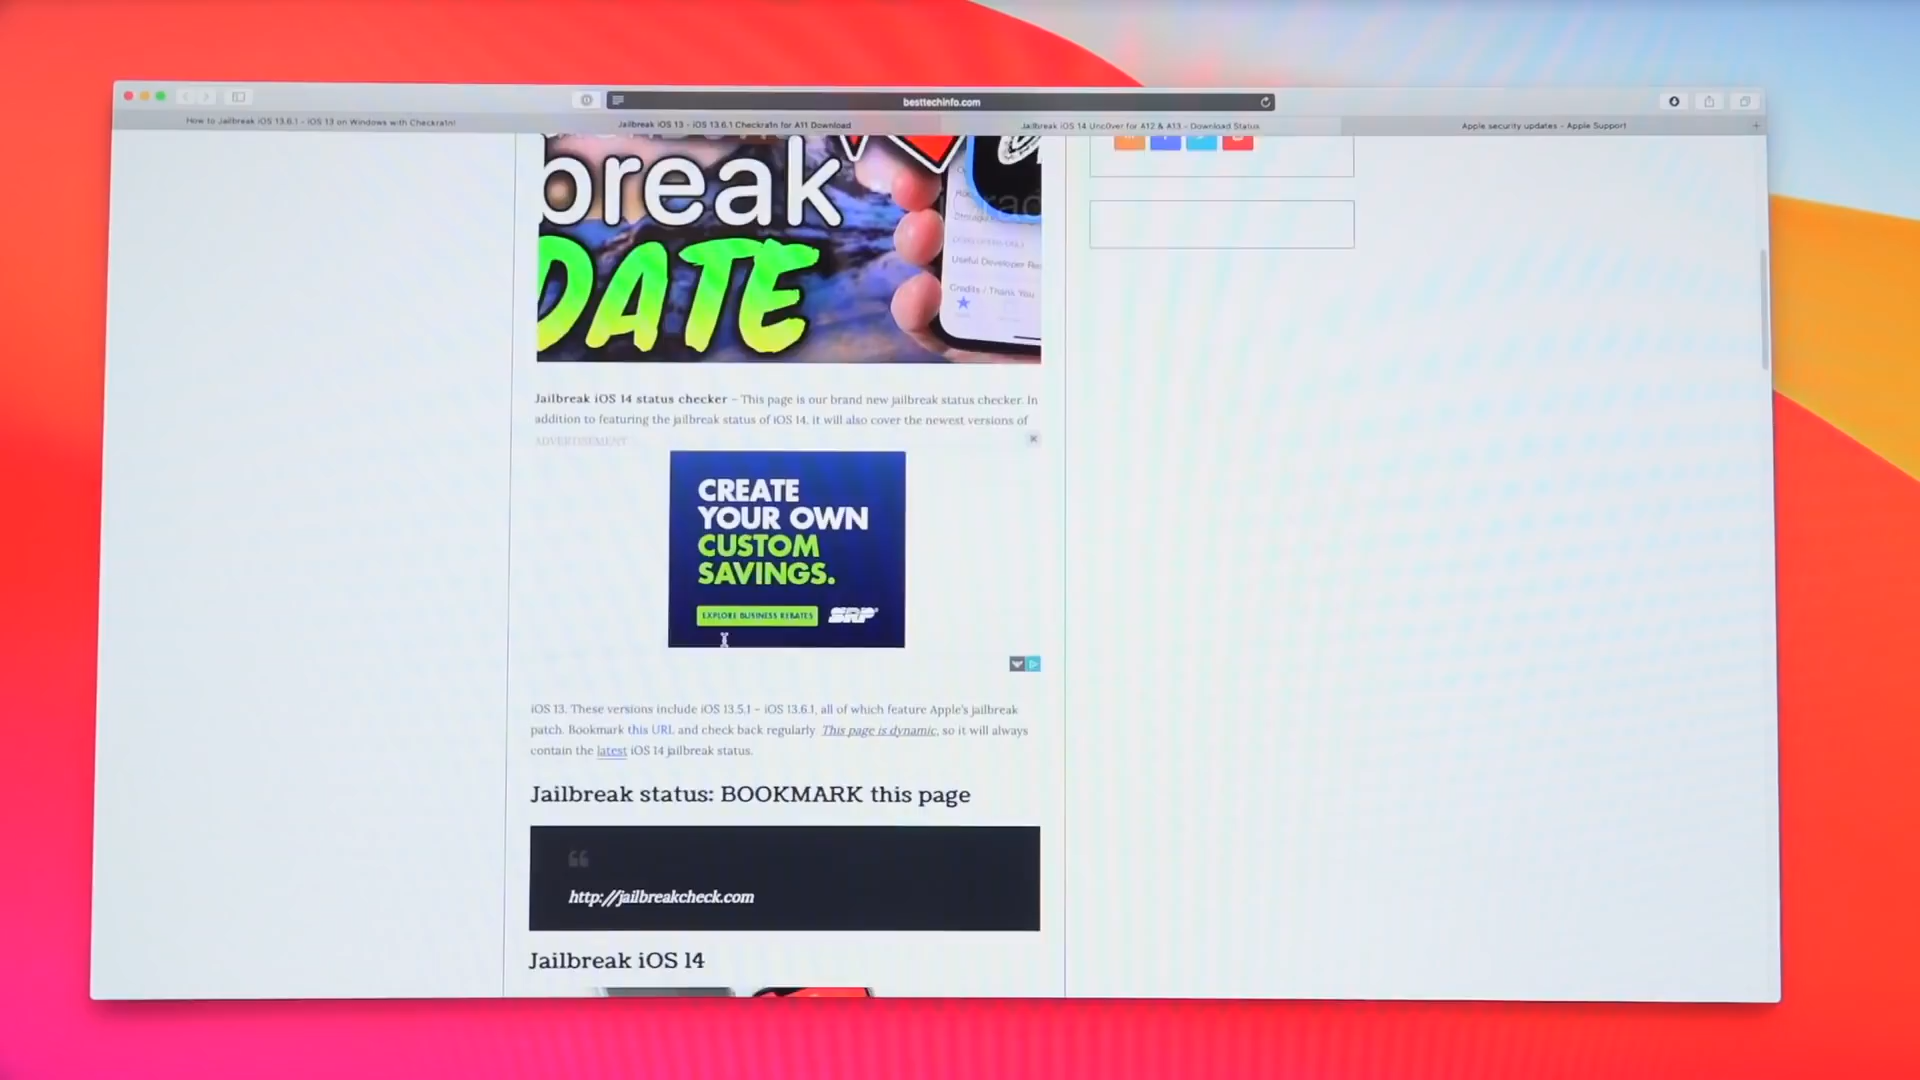 besttechinfo.com
How to Jailbreak iOS 13.6.1 - iOS 13 on Windows with Checkra1n!
Jailbreak iOS 13 - iOS 13.6.1 Checkra1n for A11 Download
Jailbreak iOS 14 Unc0ver for A12 & A13 - Download Status
Apple security updates - Apple Support
break
DATE
Useful Developer
Credits / Thank You
Jailbreak iOS 14 status checker – This page is our brand new jailbreak status checker. In
addition to featuring the jailbreak status of iOS 14, it will also cover the newest versions of
ADVERTISEMENT
CREATE
YOUR OWN
CUSTOM
SAVINGS.
EXPLORE BUSINESS REBATES
SRP
iOS 13. These versions include iOS 13.5.1 – iOS 13.6.1, all of which feature Apple's jailbreak
patch. Bookmark this URL and check back regularly. This page is dynamic, so it will always
contain the latest iOS 14 jailbreak status.
Jailbreak status: BOOKMARK this page
http://jailbreakcheck.com
Jailbreak iOS 14